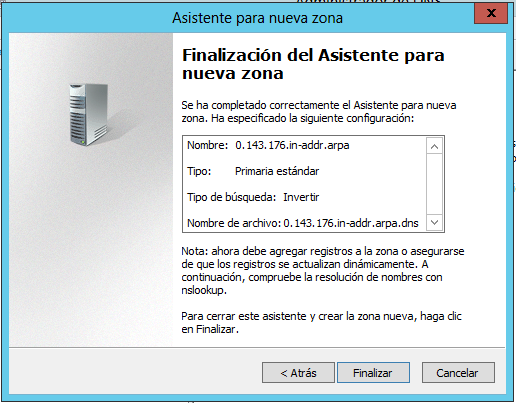 Asistente para nueva zona
x
Finalización del Asistente para
nueva zona
Se ha completado correctamente el Asistente para nueva
zona. Ha especificado la siguiente configuración:
Nombre: 0.143.176.in-addr.arpa
Tipo: Primaria estándar
Tipo de búsqueda: Invertir
Nombre de archivo: 0.143.176.in-addr.arpa.dns
Nota: ahora debe agregar registros a la zona o asegurarse
de que los registros se actualizan dinámicamente. A
continuación, compruebe la resolución de nombres con
nslookup.
Para cerrar este asistente y crear la zona nueva, haga clic
en Finalizar.
< Atrás
Finalizar
Cancelar